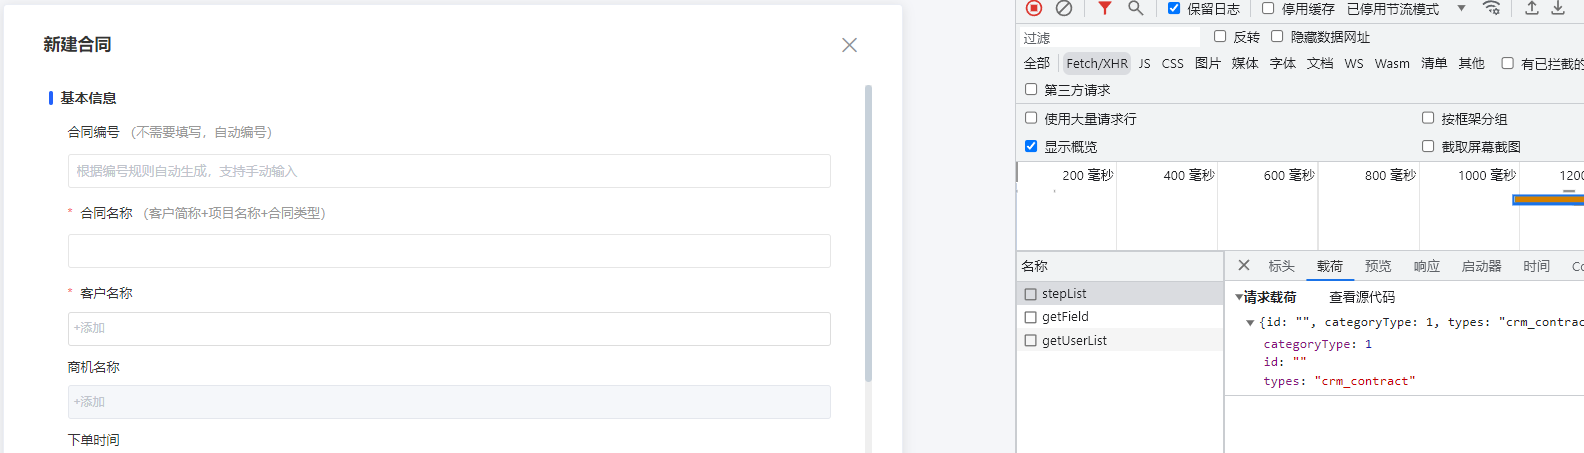 新建合同
基本信息
合同编号 （不需要填写，自动编号）
根据编号规则自动生成，支持手动输入
* 合同名称 （客户简称+项目名称+合同类型）
* 客户名称
+添加
商机名称
+添加
下单时间
保留日志 停用缓存 已停用节流模式
过滤 反转 隐藏数据网址
全部 Fetch/XHR JS CSS 图片 媒体 字体 文档 WS Wasm 清单 其他 有已拦截的
第三方请求
使用大量请求行 按框架分组
显示概览 截取屏幕截图
200 毫秒 400 毫秒 600 毫秒 800 毫秒 1000 毫秒 1200
名称
stepList
getField
getUserList
标头 载荷 预览 响应 启动器 时间 Co
请求载荷 查看源代码
{id: "", categoryType: 1, types: "crm_contrac
categoryType: 1
id: ""
types: "crm_contract"